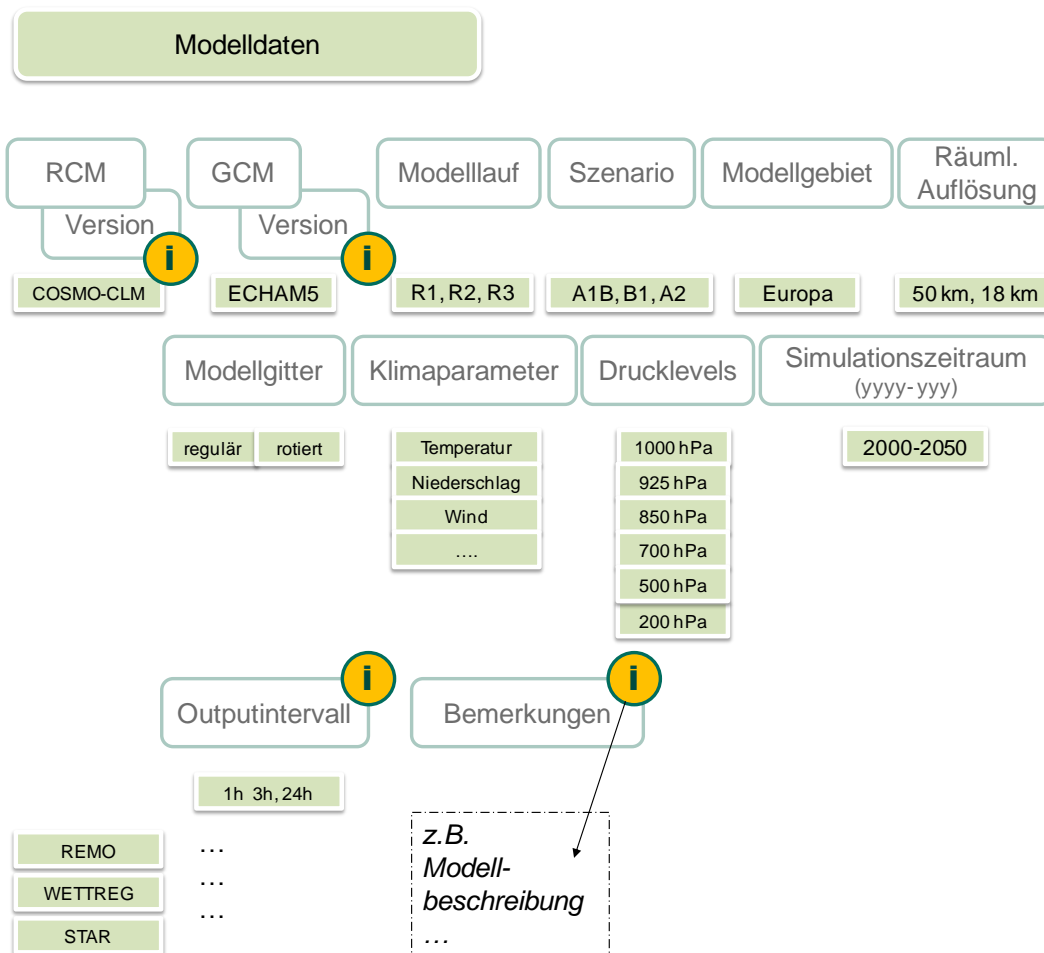 Modelldaten
RCM
Version
i
GCM
Version
i
Modelllauf
Szenario
Modellgebiet
Räuml.
Auflösung
COSMO-CLM
ECHAM5
R1, R2, R3
A1B, B1, A2
Europa
50 km, 18 km
Modellgitter
Klimaparameter
Drucklevels
Simulationszeitraum
(yyyy-yyy)
regulär
rotiert
Temperatur
Niederschlag
Wind
....
1000 hPa
925 hPa
850 hPa
700 hPa
500 hPa
200 hPa
2000-2050
Outputintervall
i
Bemerkungen
i
1h 3h, 24h
REMO
...
WETTREG
...
STAR
...
z.B.
Modell-
beschreibung
...